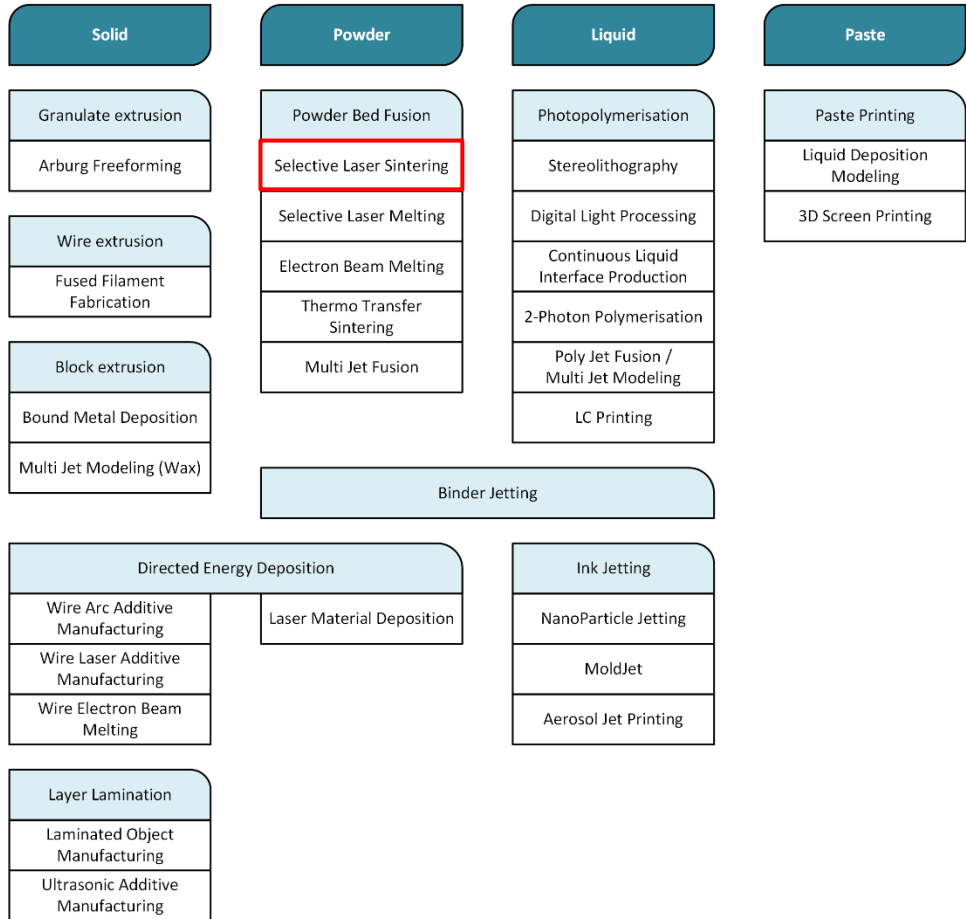 Solid
Powder
Liquid
Paste
Granulate extrusion
Arburg Freeforming
Wire extrusion
Fused Filament
Fabrication
Block extrusion
Bound Metal Deposition
Multi Jet Modeling (Wax)
Powder Bed Fusion
Selective Laser Sintering
Selective Laser Melting
Electron Beam Melting
Thermo Transfer
Sintering
Multi Jet Fusion
Photopolymerisation
Stereolithography
Digital Light Processing
Continuous Liquid
Interface Production
2-Photon Polymerisation
Poly Jet Fusion /
Multi Jet Modeling
LC Printing
Paste Printing
Liquid Deposition
Modeling
3D Screen Printing
Binder Jetting
Directed Energy Deposition
Wire Arc Additive
Manufacturing
Wire Laser Additive
Manufacturing
Wire Electron Beam
Melting
Laser Material Deposition
Ink Jetting
NanoParticle Jetting
MoldJet
Aerosol Jet Printing
Layer Lamination
Laminated Object
Manufacturing
Ultrasonic Additive
Manufacturing